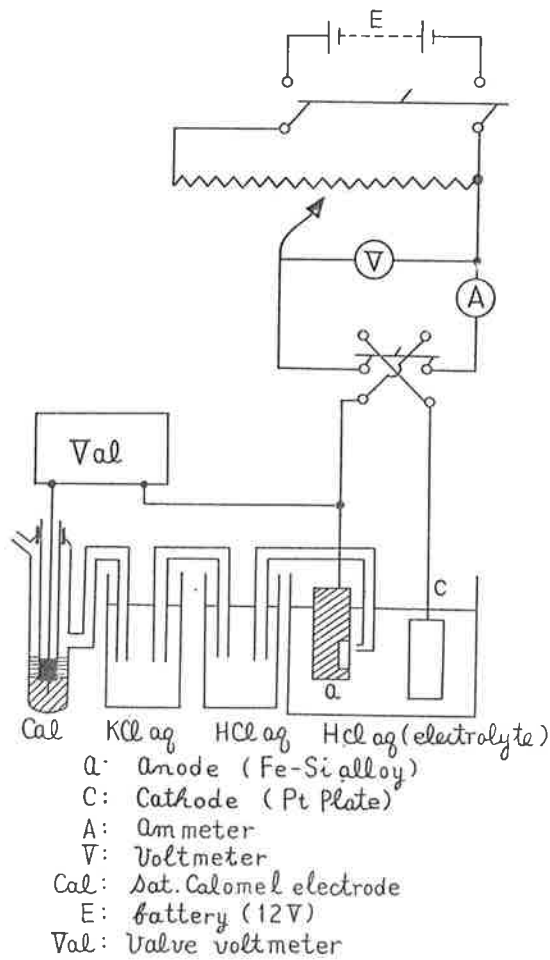 E
V
A
Val
C
a
Cal KCl aq HCl aq HCl aq (electrolyte)
a: anode (Fe-Si alloy)
C: Cathode (Pt Plate)
A: Ammeter
V: Voltmeter
Cal: Sat. Calomel electrode
E: battery (12V)
Val: Valve voltmeter